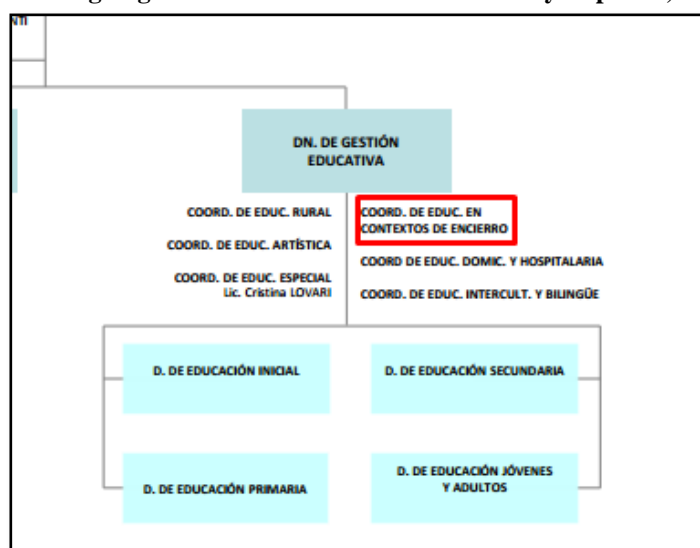 DN. DE GESTIÓN
EDUCATIVA
COORD. DE EDUC. RURAL
COORD. DE EDUC. ARTÍSTICA
COORD. DE EDUC. ESPECIAL
Lic. Cristina LOVARI
COORD. DE EDUC. EN
CONTEXTOS DE ENCIERRO
COORD DE EDUC. DOMIC. Y HOSPITALARIA
COORD. DE EDUC. INTERCULT. Y BILINGÜE
D. DE EDUCACIÓN INICIAL
D. DE EDUCACIÓN SECUNDARIA
D. DE EDUCACIÓN PRIMARIA
D. DE EDUCACIÓN JÓVENES
Y ADULTOS